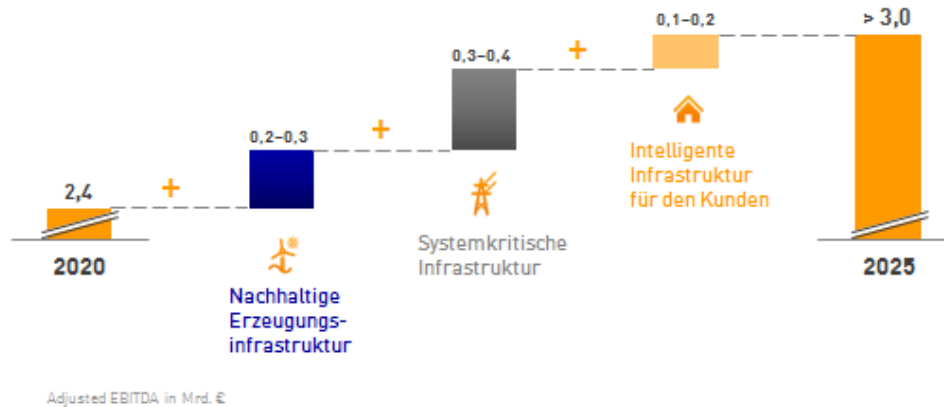 2,4
+
0,2–0,3
+
0,3–0,4
+
0,1–0,2
> 3,0
2020
Nachhaltige
Erzeugungs-
infrastruktur
Systemkritische
Infrastruktur
Intelligente
Infrastruktur
für den Kunden
2025
Adjusted EBITDA in Mrd. €